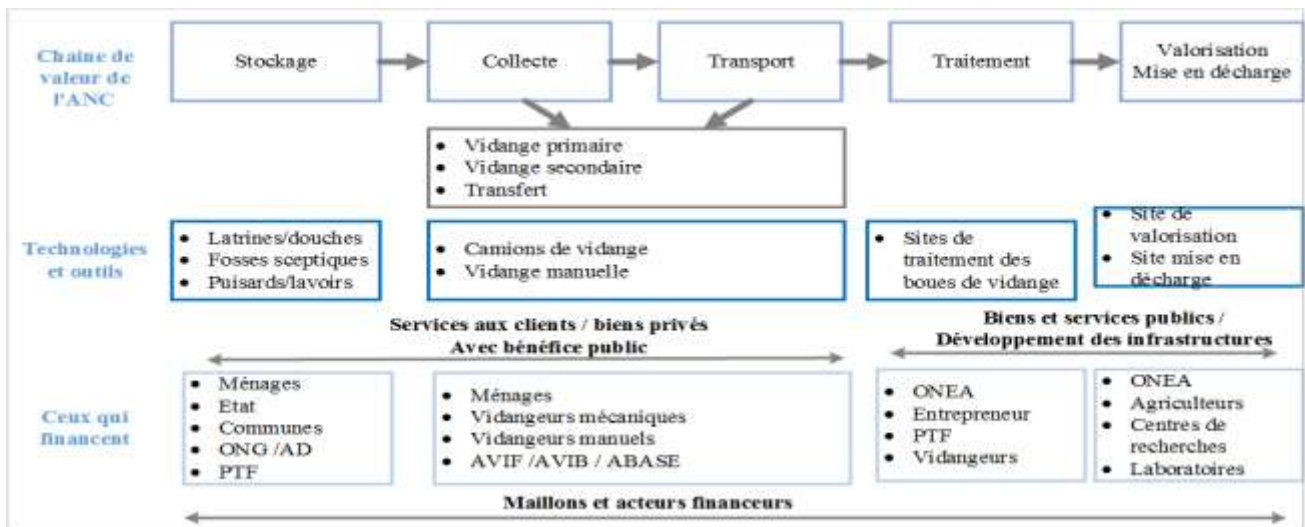 Chaine de
valeur de
l'ANC
Stockage
Collecte
Transport
Traitement
Valorisation
Mise en décharge
• Vidange primaire
• Vidange secondaire
• Transfert
Technologies
et outils
• Latrines/douches
• Fosses sceptiques
• Puisards/lavoirs
• Camions de vidange
• Vidange manuelle
• Sites de
traitement des
boues de vidange
• Site de
valorisation
• Site mise en
décharge
Services aux clients / biens privés
Avec bénéfice public
Biens et services publics /
Développement des infrastructures
Ceux qui
financent
• Ménages
• Etat
• Communes
• ONG /AD
• PTF
• Ménages
• Vidangeurs mécaniques
• Vidangeurs manuels
• AVIF /AVIB / ABASE
• ONEA
• Entrepreneur
• PTF
• Vidangeurs
• ONEA
• Agriculteurs
• Centres de
recherches
• Laboratoires
Maillons et acteurs financeurs